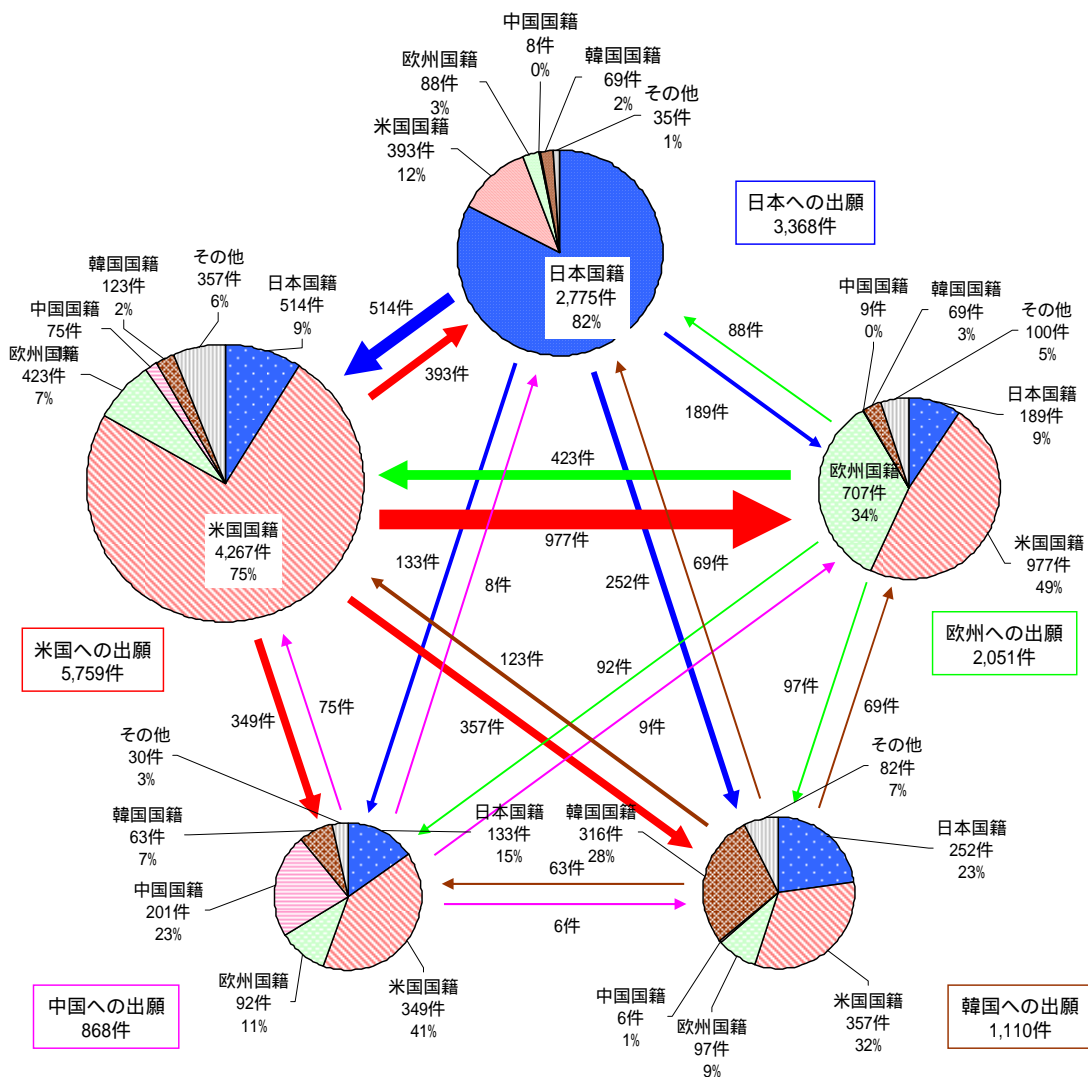 中国国籍
8件
0%
欧州国籍
88件
3%
韓国国籍
69件
2%
その他
35件
1%
米国国籍
393件
12%
日本国籍
2,775件
82%
日本への出願
3,368件
韓国国籍
123件
2%
その他
357件
6%
日本国籍
514件
9%
中国国籍
75件
欧州国籍
423件
7%
米国国籍
4,267件
75%
米国への出願
5,759件
514件
393件
88件
189件
中国国籍
9件
0%
韓国国籍
69件
3%
その他
100件
5%
日本国籍
189件
9%
欧州国籍
707件
34%
米国国籍
977件
49%
欧州への出願
2,051件
423件
977件
133件
8件
252件
69件
123件
92件
97件
69件
349件
75件
357件
9件
その他
30件
3%
韓国国籍
63件
7%
中国国籍
201件
23%
欧州国籍
92件
11%
米国国籍
349件
41%
日本国籍
133件
15%
中国への出願
868件
63件
6件
韓国国籍
316件
28%
その他
82件
7%
日本国籍
252件
23%
中国国籍
6件
1%
欧州国籍
97件
9%
米国国籍
357件
32%
韓国への出願
1,110件